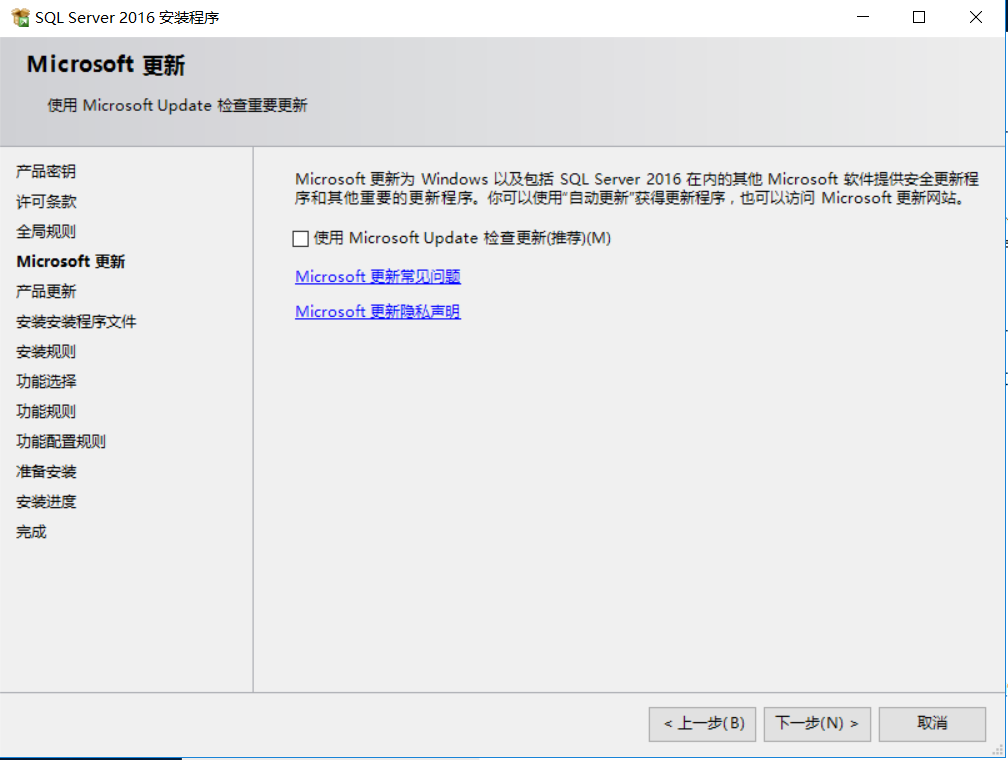 SQL Server 2016 安装程序
Microsoft 更新
使用 Microsoft Update 检查重要更新
产品密钥
许可条款
全局规则
Microsoft 更新
产品更新
安装安装程序文件
安装规则
功能选择
功能规则
功能配置规则
准备安装
安装进度
完成
Microsoft 更新为 Windows 以及包括 SQL Server 2016 在内的其他 Microsoft 软件提供安全更新程
序和其他重要的更新程序。你可以使用“自动更新”获得更新程序，也可以访问 Microsoft 更新网站。
使用 Microsoft Update 检查更新(推荐)(M)
Microsoft 更新常见问题
Microsoft 更新隐私声明
< 上一步(B)
下一步(N) >
取消